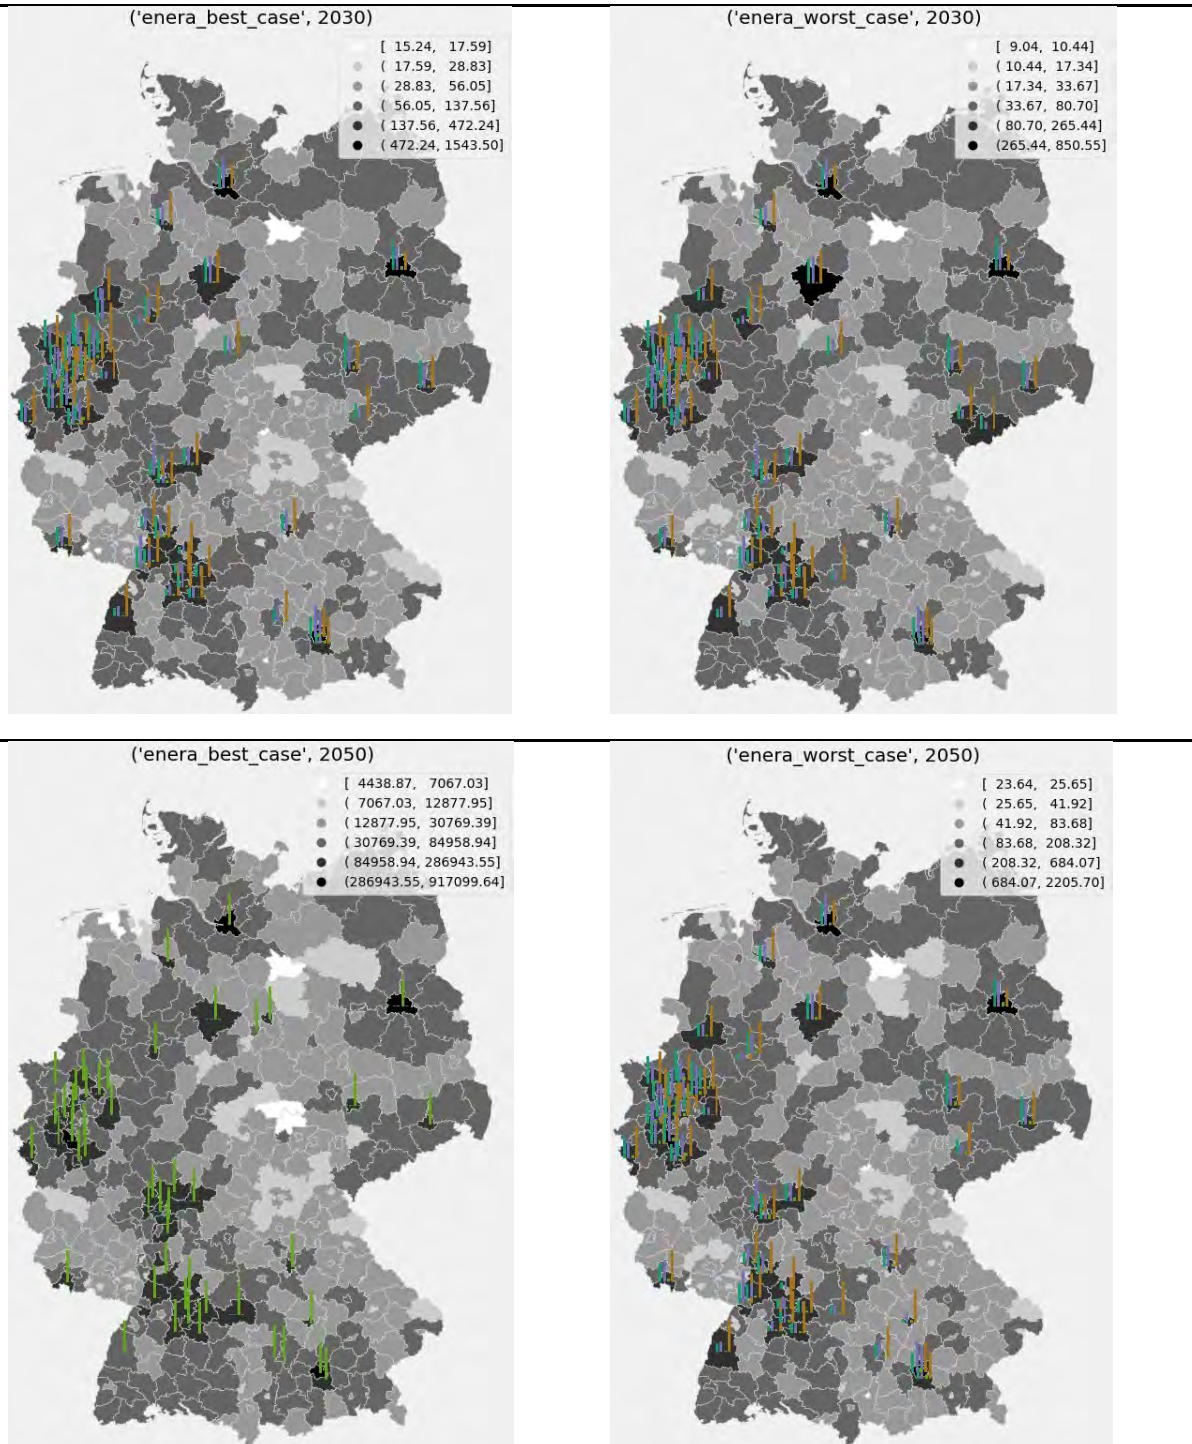 ('enera_best_case', 2030)
[ 15.24, 17.59]
( 17.59, 28.83]
( 28.83, 56.05]
( 56.05, 137.56]
( 137.56, 472.24]
( 472.24, 1543.50]
('enera_worst_case', 2030)
[ 9.04, 10.44]
( 10.44, 17.34]
( 17.34, 33.67]
( 33.67, 80.70]
( 80.70, 265.44]
(265.44, 850.55]
('enera_best_case', 2050)
[ 4438.87, 7067.03]
( 7067.03, 12877.95]
( 12877.95, 30769.39]
( 30769.39, 84958.94]
( 84958.94, 286943.55]
(286943.55, 917099.64]
('enera_worst_case', 2050)
[ 23.64, 25.65]
( 25.65, 41.92]
( 41.92, 83.68]
( 83.68, 208.32]
( 208.32, 684.07]
( 684.07, 2205.70]